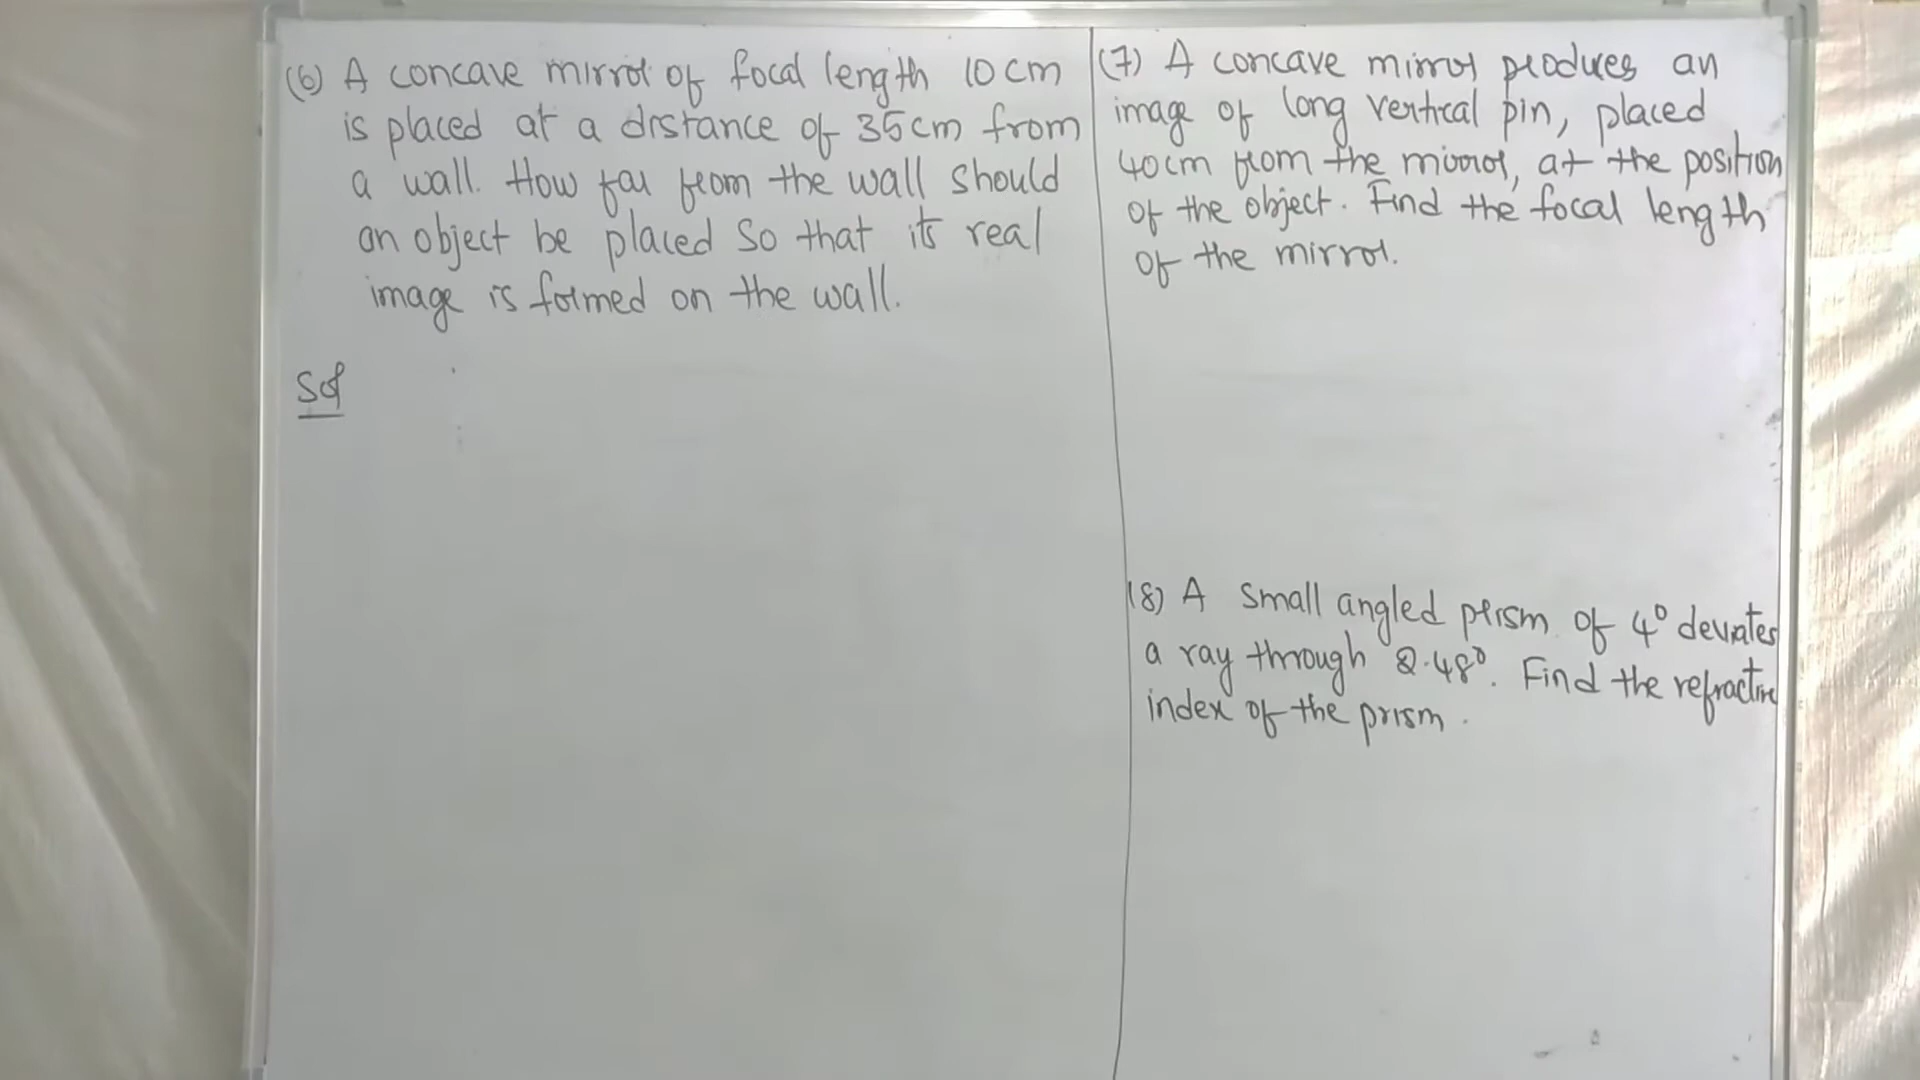 (6) A concave mirror of focal length 10 cm
is placed at a distance of 35cm from
a wall. How far from the wall should
an object be placed so that its real
image is formed on the wall.
Sol
(7) A concave mirror produces an
image of long vertical pin, placed
40cm from the mirror, at the position
of the object. Find the focal length
of the mirror.
(8) A small angled prism of 4° deviates
a ray through 2.48°. Find the refractive
index of the prism.